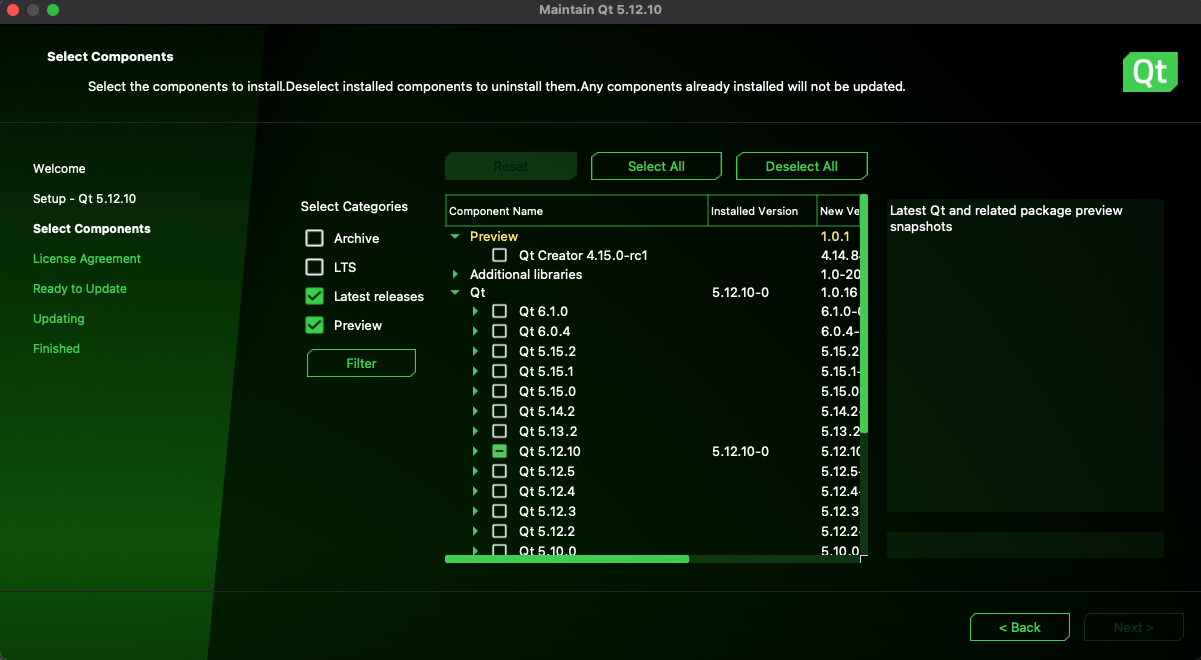 Maintain Qt 5.12.10
Select Components
Select the components to install.Deselect installed components to uninstall them.Any components already installed will not be updated.
Qt
Welcome
Setup - Qt 5.12.10
Select Components
License Agreement
Ready to Update
Updating
Finished
Select Categories
Archive
LTS
Latest releases
Preview
Filter
Reset
Select All
Deselect All
Component Name Installed Version New Ve
Preview 1.0.1
Qt Creator 4.15.0-rc1 4.14.8
Additional libraries 1.0-20
Qt 5.12.10-0 1.0.16
Qt 6.1.0 6.1.0-0
Qt 6.0.4 6.0.4-
Qt 5.15.2 5.15.2
Qt 5.15.1 5.15.1-
Qt 5.15.0 5.15.0
Qt 5.14.2 5.14.2-
Qt 5.13.2 5.13.2
Qt 5.12.10 5.12.10-0 5.12.10
Qt 5.12.5 5.12.5-
Qt 5.12.4 5.12.4-
Qt 5.12.3 5.12.3
Qt 5.12.2 5.12.2-
Qt 5.10.0 5.10.0
Latest Qt and related package preview
snapshots
< Back
Next >